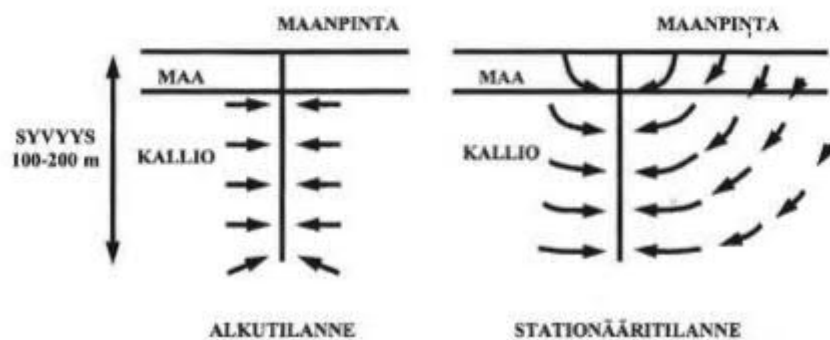 MAANPINTA
MAANPINTA
MAA
MAA
SYVYYS
100-200 m
KALLIO
KALLIO
ALKUTILANNE
STATIONÄÄRITILANNE